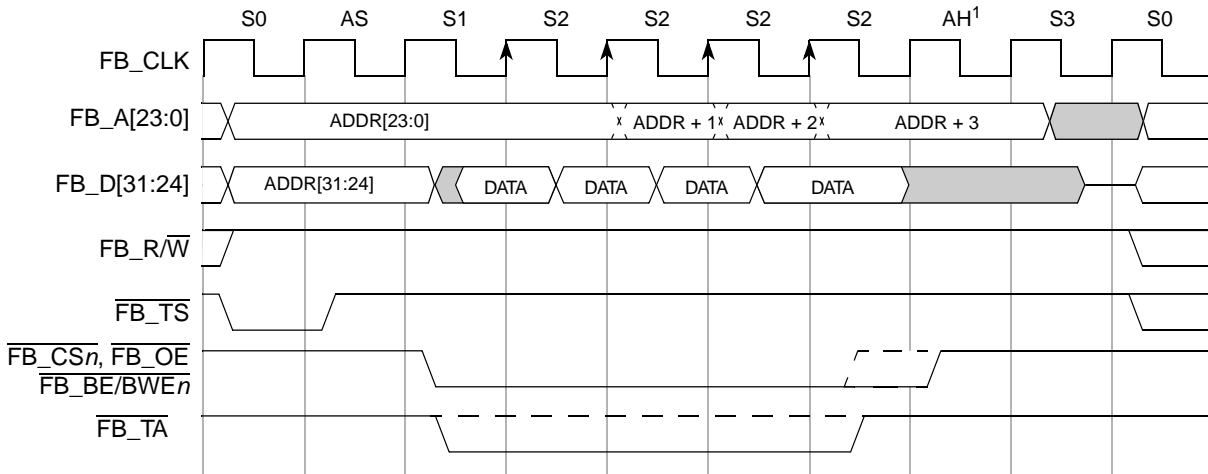 S0 AS S1 S2 S2 S2 S2 AH1 S3 S0
FB_CLK
FB_A[23:0] ADDR[23:0] ADDR + 1 ADDR + 2 ADDR + 3
FB_D[31:24] ADDR[31:24] DATA DATA DATA DATA
FB_R/W
FB_TS
FB_CSn, FB_OE
FB_BE/BWEn
FB_TA